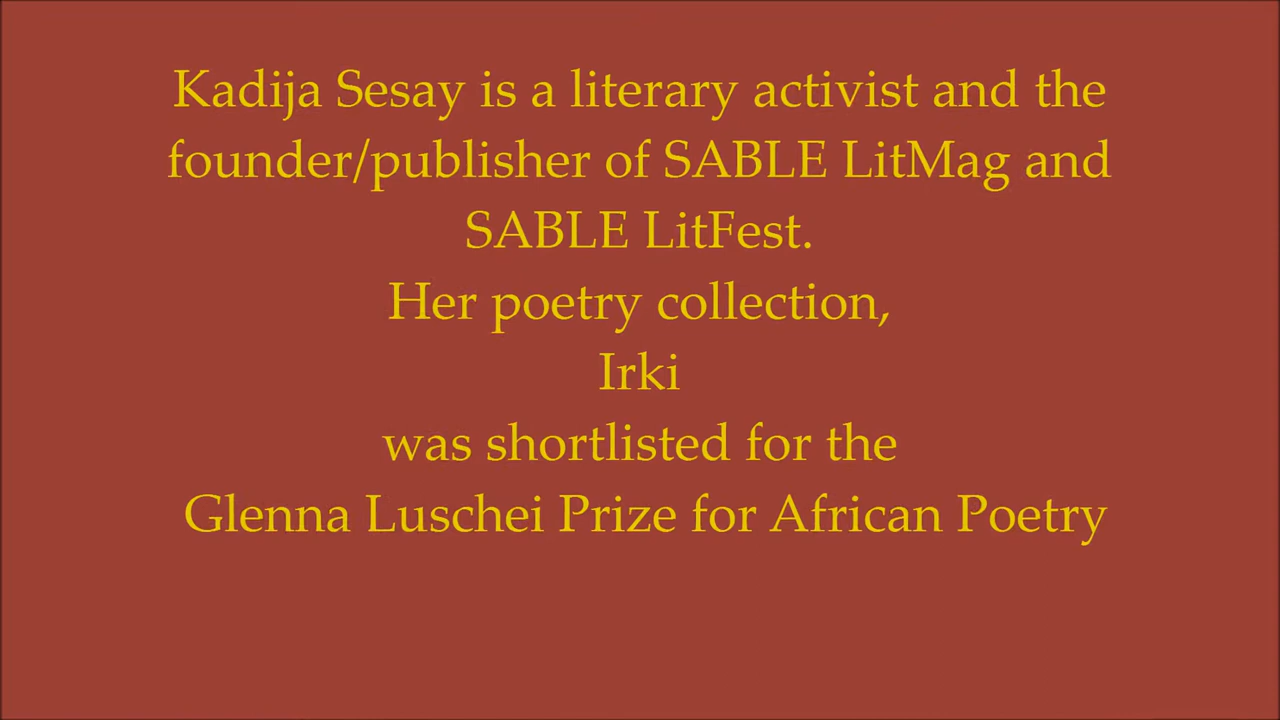 Kadija Sesay is a literary activist and the
founder/publisher of SABLE LitMag and
SABLE LitFest.
Her poetry collection,
Irki
was shortlisted for the
Glenna Luschei Prize for African Poetry